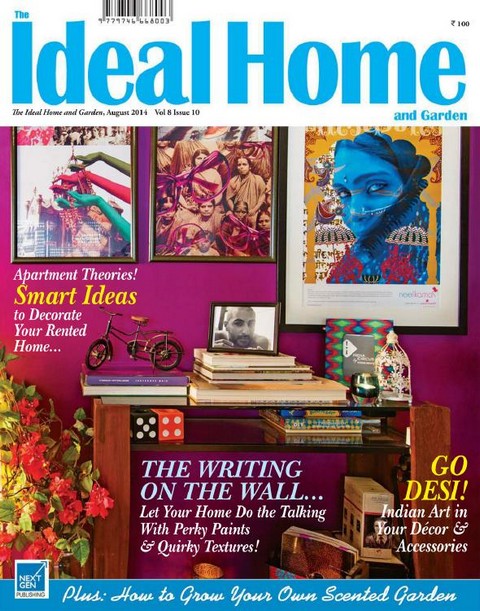 9 779746 668003
The
₹ 100
Ideal Home
and Garden
The Ideal Home and Garden, August 2014 Vol 8 Issue 10
Apartment Theories!
Smart Ideas
to Decorate
Your Rented
Home...
THE WRITING
ON THE WALL...
Let Your Home Do the Talking
With Perky Paints
& Quirky Textures!
GO
DESI!
Indian Art in
Your Décor &
Accessories
NEXT
GEN
PUBLISHING
Plus: How to Grow Your Own Scented Garden